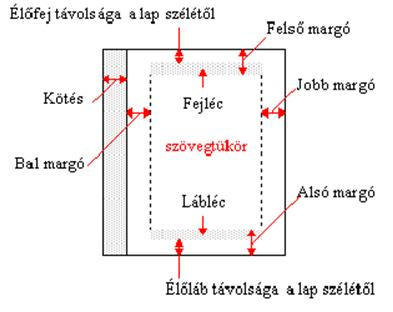 Élőfej távolsága a lap szélétől
Felső margó
Kötés
Fejléc
Jobb margó
Bal margó
szövegtükör
Lábléc
Alsó margó
Élőláb távolsága a lap szélétől